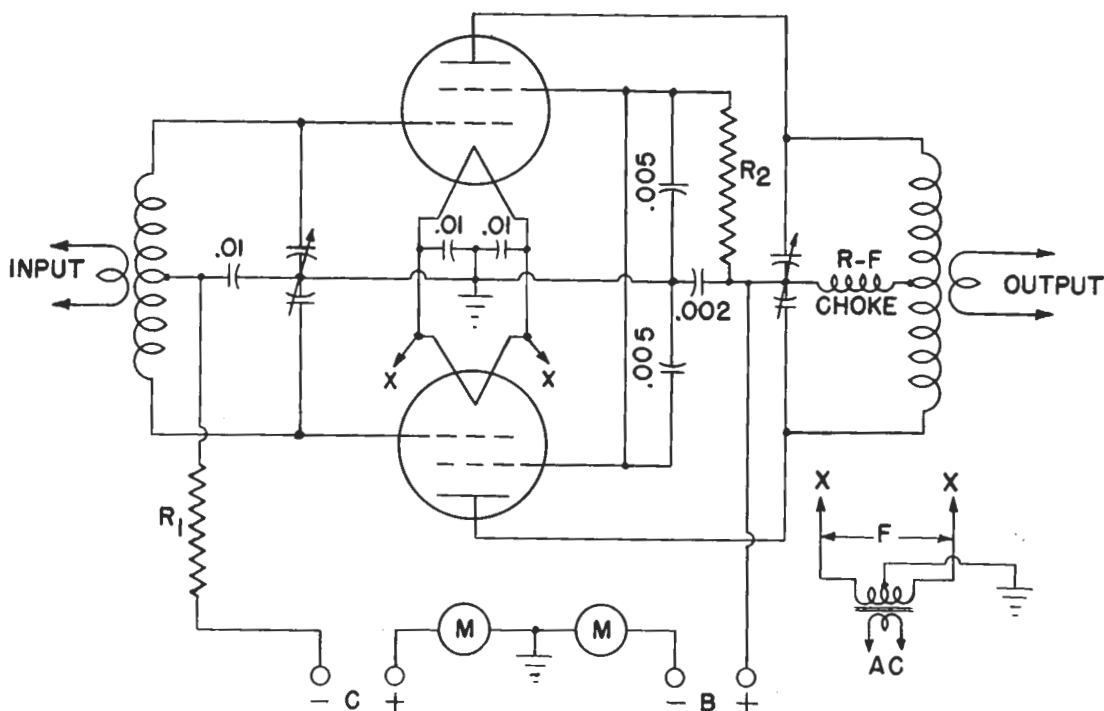 INPUT
.01
.01 .01
.005
R2
R-F
CHOKE
OUTPUT
.002
.005
X X
R1
X X
F
AC
M M
- C + - B +